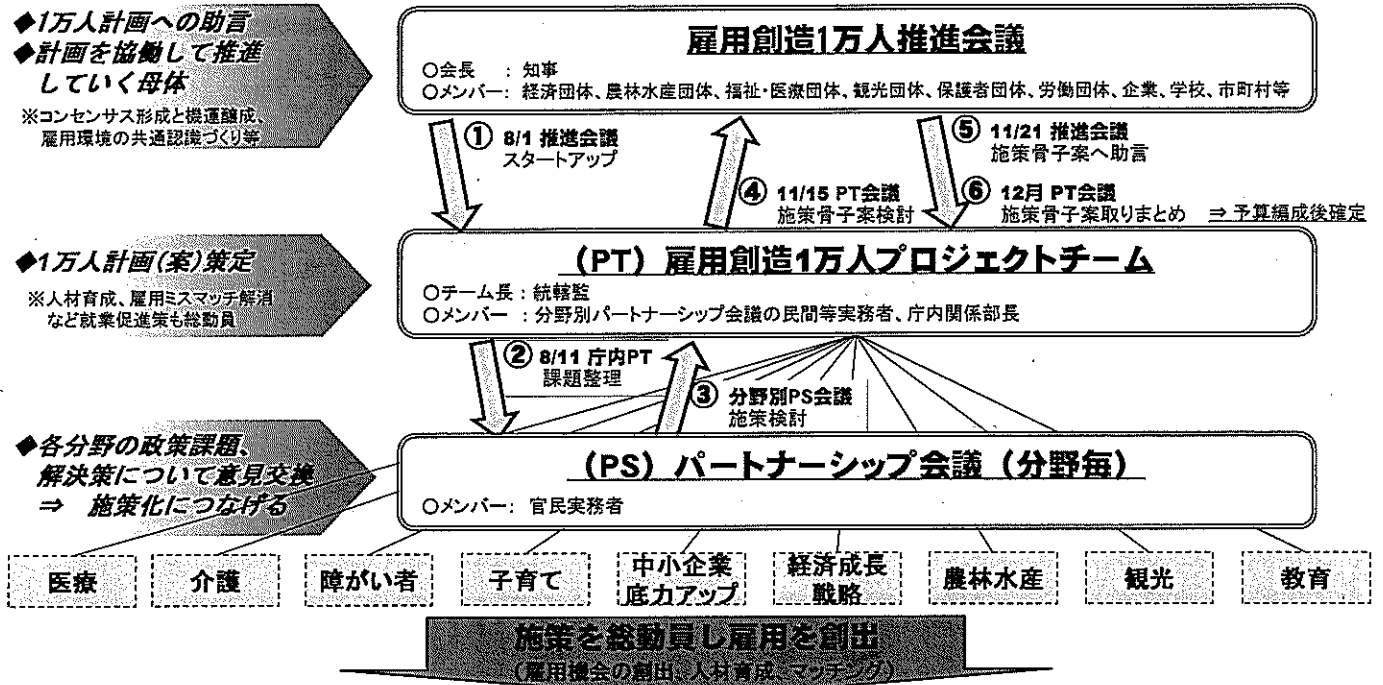 ◆1万人計画への助言
◆計画を協働して推進
していく母体
※コンセンサス形成と機運醸成、
雇用環境の共通認識づくり等
雇用創造1万人推進会議
○会長 ： 知事
○メンバー： 経済団体、農林水産団体、福祉・医療団体、観光団体、保護者団体、労働団体、企業、学校、市町村等
① 8/1 推進会議
スタートアップ
④ 11/15 PT会議
施策骨子案検討
⑤ 11/21 推進会議
施策骨子案へ助言
⑥ 12月 PT会議
施策骨子案取りまとめ ⇒ 予算編成後確定
◆1万人計画(案)策定
※人材育成、雇用ミスマッチ解消
など就業促進策も総動員
（PT）雇用創造1万人プロジェクトチーム
○チーム長：統轄監
○メンバー ：分野別パートナーシップ会議の民間等実務者、庁内関係部長
② 8/11 庁内PT
課題整理
③ 分野別PS会議
施策検討
◆各分野の政策課題、
解決策について意見交換
⇒ 施策化につなげる
（PS）パートナーシップ会議（分野毎）
○メンバー： 官民実務者
医療
介護
障がい者
子育て
中小企業
底力アップ
経済成長
戦略
農林水産
観光
教育
施策を総動員し雇用を創出
(雇用機会の創出、人材育成、マッチング)